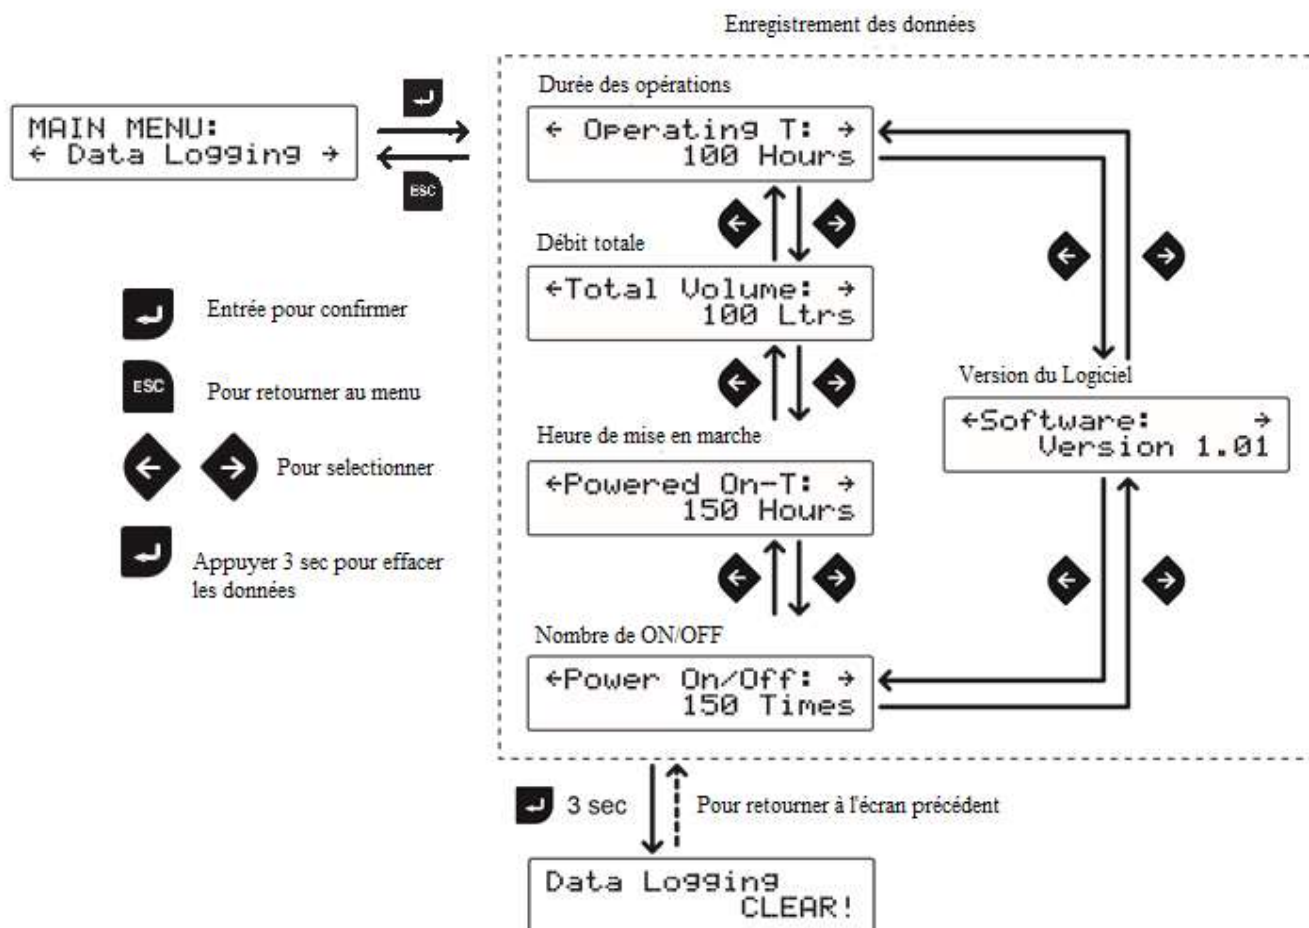 Enregistrement des données
Durée des opérations
MAIN MENU:
← Data Logging →
ESC
← Operating T: →
100 Hours
Débit totale
←Total Volume: →
100 Ltrs
Entrée pour confirmer
ESC
Pour retourner au menu
Version du Logiciel
←Software: →
Version 1.01
Heure de mise en marche
←Powered On-T: →
150 Hours
Pour selectionner
Appuyer 3 sec pour effacer
les données
Nombre de ON/OFF
←Power On/Off: →
150 Times
3 sec
Pour retourner à l'écran précédent
Data Logging
CLEAR!